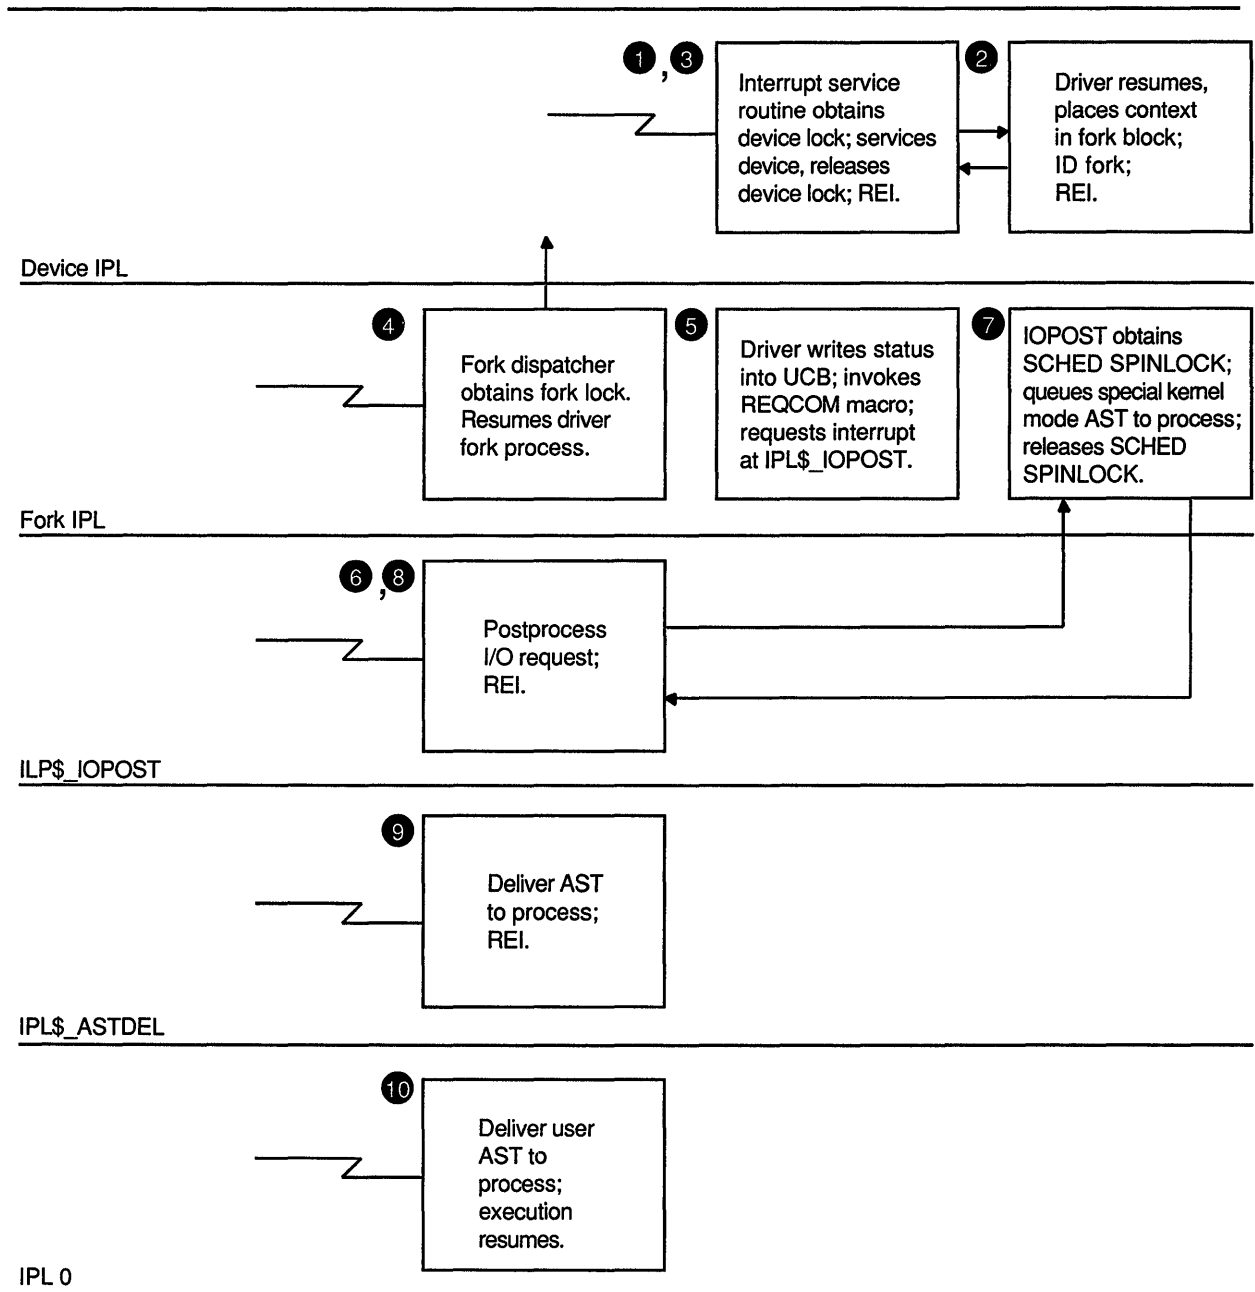 1, 3
Interrupt service
routine obtains
device lock; services
device, releases
device lock; REI.
2
Driver resumes,
places context
in fork block;
ID fork;
REI.
Device IPL
4
Fork dispatcher
obtains fork lock.
Resumes driver
fork process.
5
Driver writes status
into UCB; invokes
REQCOM macro;
requests interrupt
at IPL$_IOPOST.
7
IOPOST obtains
SCHED SPINLOCK;
queues special kernel
mode AST to process;
releases SCHED
SPINLOCK.
Fork IPL
6, 8
Postprocess
I/O request;
REI.
ILP$_IOPOST
9
Deliver AST
to process;
REI.
IPL$_ASTDEL
10
Deliver user
AST to
process;
execution
resumes.
IPL 0